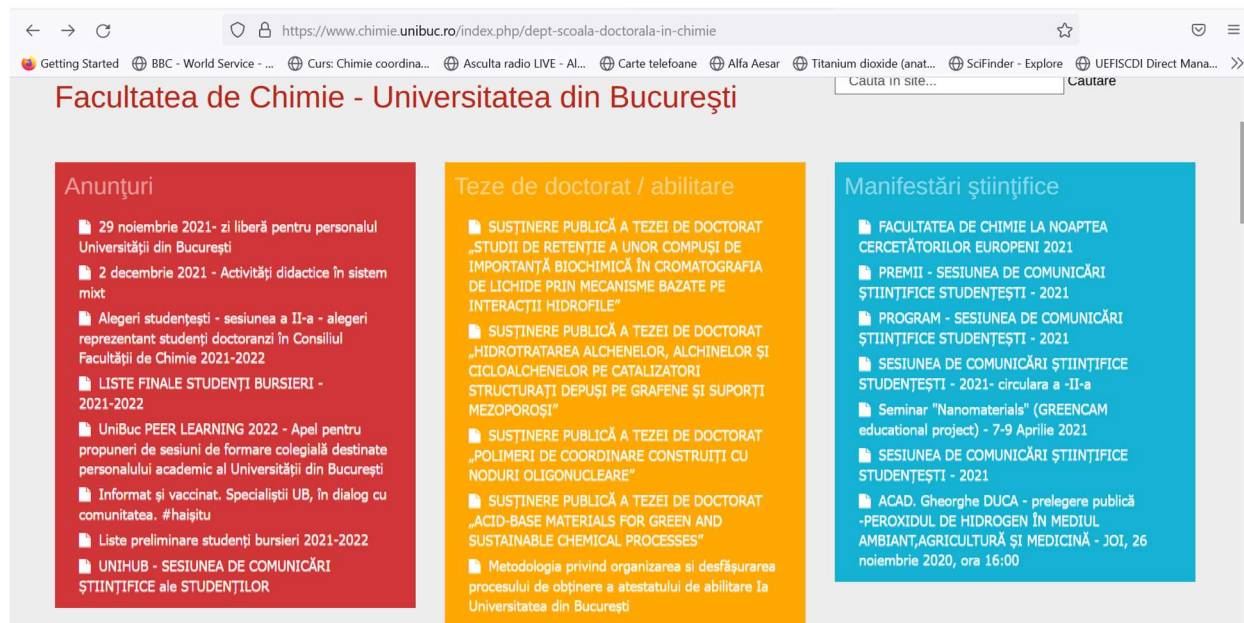 https://www.chimie.unibuc.ro/index.php/dept-scoala-doctorala-in-chimie
Getting Started
BBC - World Service - ...
Curs: Chimie coordina...
Asculta radio LIVE - Al...
Carte telefoane
Alfa Aesar
Titanium dioxide (anat...
SciFinder - Explore
UEFISCDI Direct Mana...
Facultatea de Chimie - Universitatea din Bucureşti
Caută în site...
Căutare
Anunţuri
29 noiembrie 2021- zi liberă pentru personalul
Universității din București
2 decembrie 2021 - Activități didactice în sistem
mixt
Alegeri studențești - sesiunea a II-a - alegeri
reprezentant studenți doctoranzi în Consiliul
Facultății de Chimie 2021-2022
LISTE FINALE STUDENȚI BURSIERI -
2021-2022
UniBuc PEER LEARNING 2022 - Apel pentru
propuneri de sesiuni de formare colegială destinate
personalului academic al Universității din București
Informat și vaccinat. Specialiștii UB, în dialog cu
comunitatea. #haișitu
Liste preliminare studenți bursieri 2021-2022
UNIHUB - SESIUNEA DE COMUNICĂRI
ȘTIINȚIFICE ale STUDENȚILOR
Teze de doctorat / abilitare
SUSȚINERE PUBLICĂ A TEZEI DE DOCTORAT
„STUDII DE RETENȚIE A UNOR COMPUȘI DE
IMPORTANȚĂ BIOCHIMICĂ ÎN CROMATOGRAFIA
DE LICHIDE PRIN MECANISME BAZATE PE
INTERACȚII HIDROFILE”
SUSȚINERE PUBLICĂ A TEZEI DE DOCTORAT
„HIDROTRATAREA ALCHENELOR, ALCHINELOR ȘI
CICLOALCHENELOR PE CATALIZATORI
STRUCTURAȚI DEPUȘI PE GRAFENE ȘI SUPORȚI
MEZOPOROȘI”
SUSȚINERE PUBLICĂ A TEZEI DE DOCTORAT
„POLIMERI DE COORDINARE CONSTRUIȚI CU
NODURI OLIGONUCLEARE”
SUSȚINERE PUBLICĂ A TEZEI DE DOCTORAT
„ACID-BASE MATERIALS FOR GREEN AND
SUSTAINABLE CHEMICAL PROCESSES”
Metodologia privind organizarea si desfășurarea
procesului de obținere a atestatului de abilitare Ia
Universitatea din București
Manifestări ştiinţifice
FACULTATEA DE CHIMIE LA NOAPTEA
CERCETĂTORILOR EUROPENI 2021
PREMII - SESIUNEA DE COMUNICĂRI
ȘTIINȚIFICE STUDENȚEȘTI - 2021
PROGRAM - SESIUNEA DE COMUNICĂRI
ȘTIINȚIFICE STUDENȚEȘTI - 2021
SESIUNEA DE COMUNICĂRI ȘTIINȚIFICE
STUDENȚEȘTI - 2021- circulara a -II-a
Seminar "Nanomaterials" (GREENCAM
educational project) - 7-9 Aprilie 2021
SESIUNEA DE COMUNICĂRI ȘTIINȚIFICE
STUDENȚEȘTI - 2021
ACAD. Gheorghe DUCA - prelegere publică
-PEROXIDUL DE HIDROGEN ÎN MEDIUL
AMBIANT,AGRICULTURĂ ȘI MEDICINĂ - JOI, 26
noiembrie 2020, ora 16:00